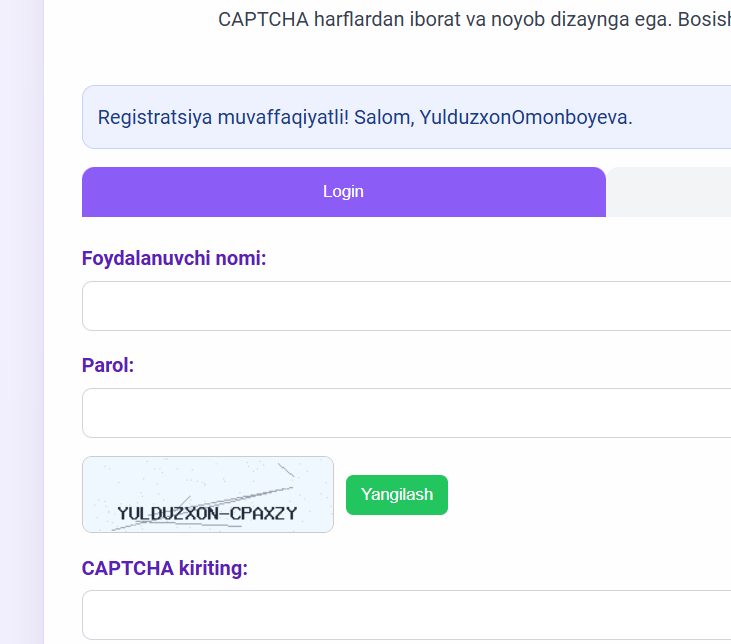 CAPTCHA harflardan iborat va noyob dizaynga ega. Bosish
Registratsiya muvaffaqiyatli! Salom, YulduzxonOmonboyeva.
Login
Foydalanuvchi nomi:
Parol:
YULDUZXON-CPAXZY
Yangilash
CAPTCHA kiriting: